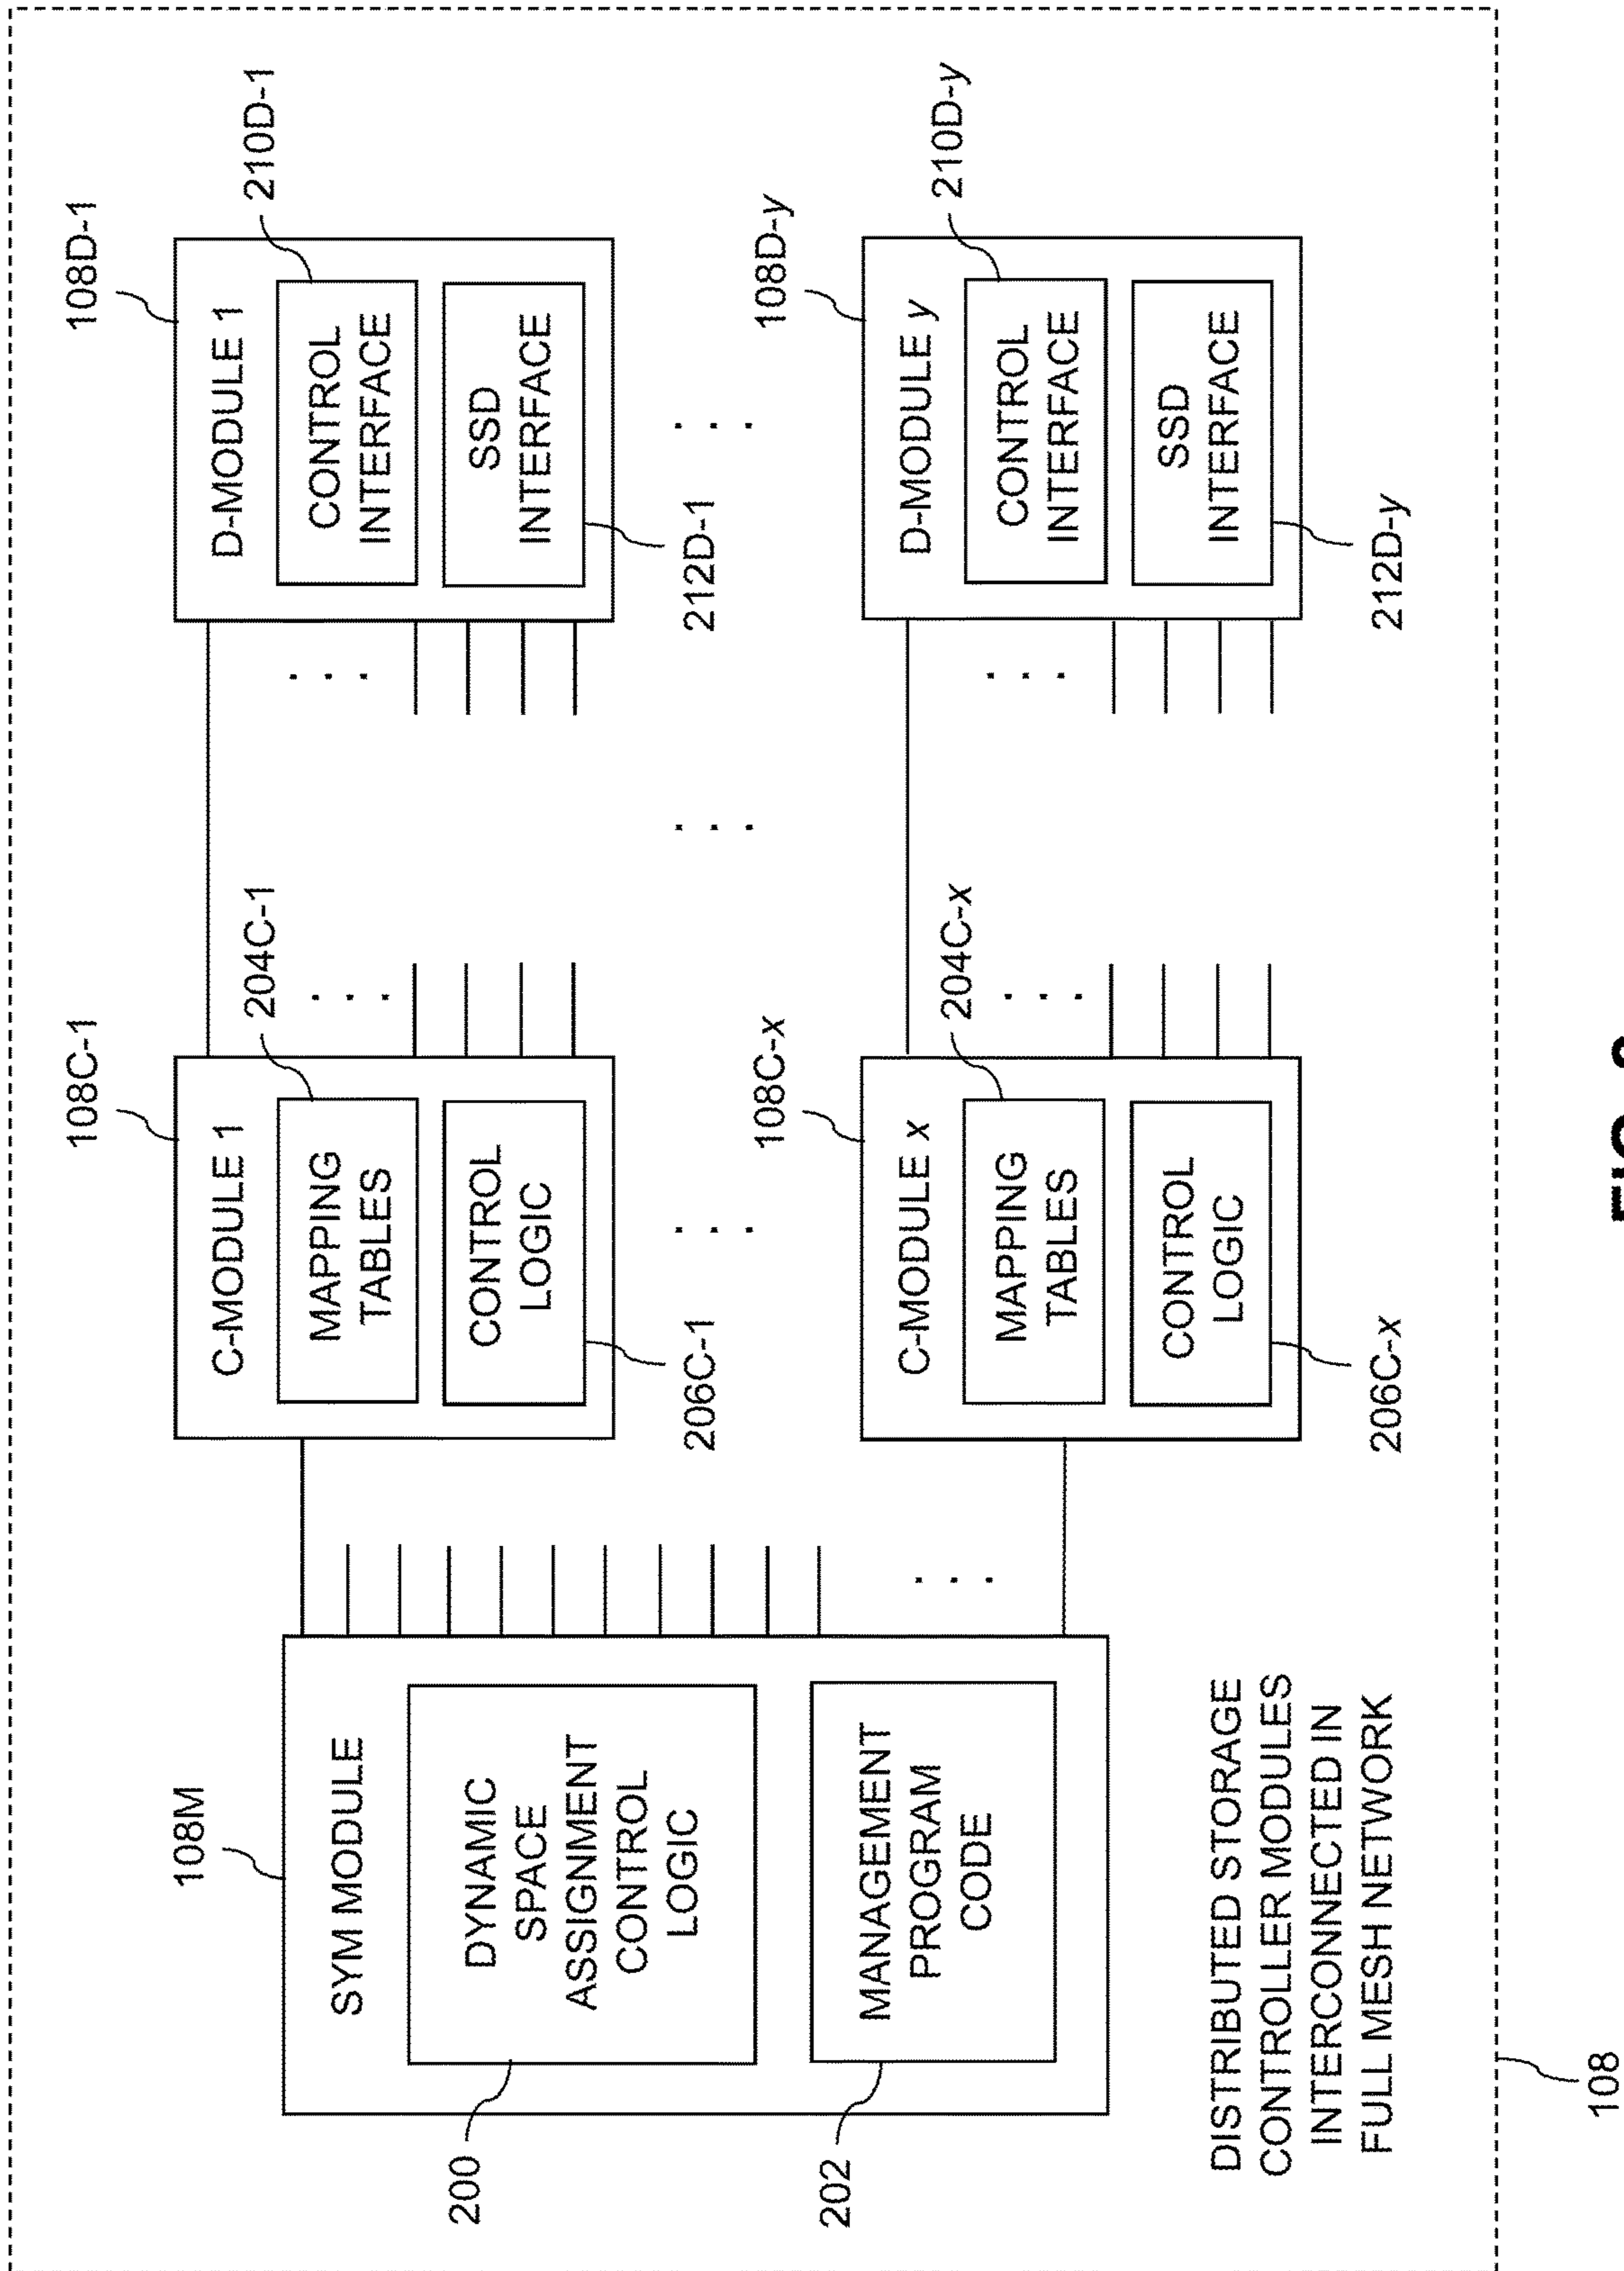 108C-1
108D-1
108M
SYM MODULE
DYNAMIC
SPACE
ASSIGNMENT
CONTROL
LOGIC
200
MANAGEMENT
PROGRAM
CODE
202
C-MODULE 1
204C-1
MAPPING
TABLES
CONTROL
LOGIC
206C-1
D-MODULE 1
210D-1
CONTROL
INTERFACE
SSD
INTERFACE
212D-1
. . .
. . .
. . .
. . .
. . .
. . .
108C-x
C-MODULE x
204C-x
MAPPING
TABLES
CONTROL
LOGIC
206C-x
108D-y
D-MODULE y
210D-y
CONTROL
INTERFACE
SSD
INTERFACE
212D-y
. . .
. . .
DISTRIBUTED STORAGE
CONTROLLER MODULES
INTERCONNECTED IN
FULL MESH NETWORK
108
FIG.